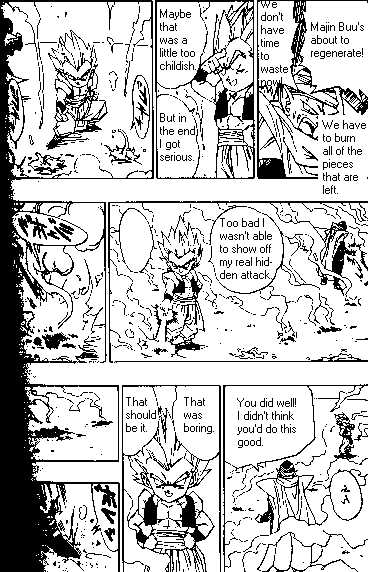 Maybe
that
was a
little too
childish.
But in
the end
I got
serious.
We
don't
have
time
to
waste
now.
Majin Buu's
about to
regenerate!
We have
to burn
all of the
pieces
that are
left.
Too bad I
wasn't able
to show off
my real hid-
den attack.
That
should
be it.
That
was
boring.
You did well!
I didn't think
you'd do this
good.